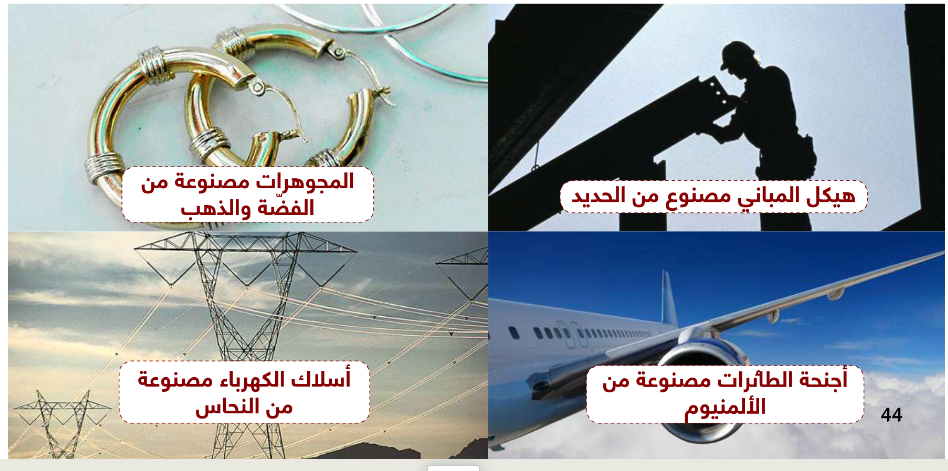 هيكل المباني مصنوع من الحديد
المجوهرات مصنوعة من
الفضّة والذهب
أجنحة الطائرات مصنوعة من
الألمنيوم
أسلاك الكهرباء مصنوعة
من النحاس
44